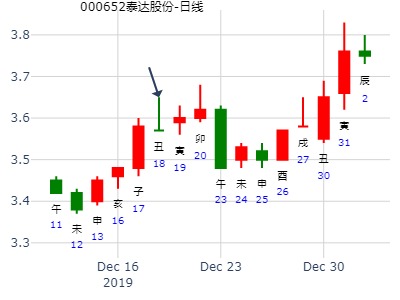 000652泰达股份-日线
3.8
3.7
3.6
3.5
3.4
3.3
午
11
未
12
申
13
亥
16
子
17
丑
18
寅
19
卯
20
午
23
未
24
申
25
酉
26
戌
27
丑
30
寅
31
辰
2
Dec 16
2019
Dec 23
Dec 30